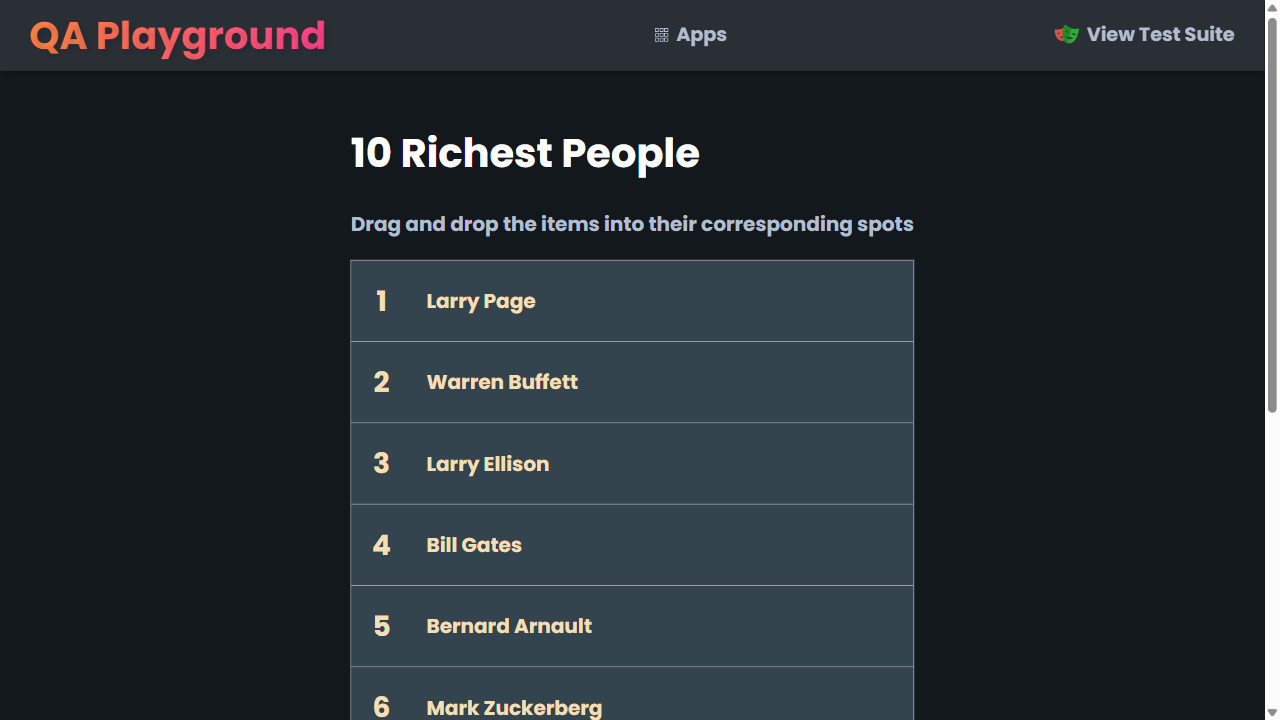 QA Playground
Apps
View Test Suite
10 Richest People
Drag and drop the items into their corresponding spots
1 Larry Page
2 Warren Buffett
3 Larry Ellison
4 Bill Gates
5 Bernard Arnault
6 Mark Zuckerberg